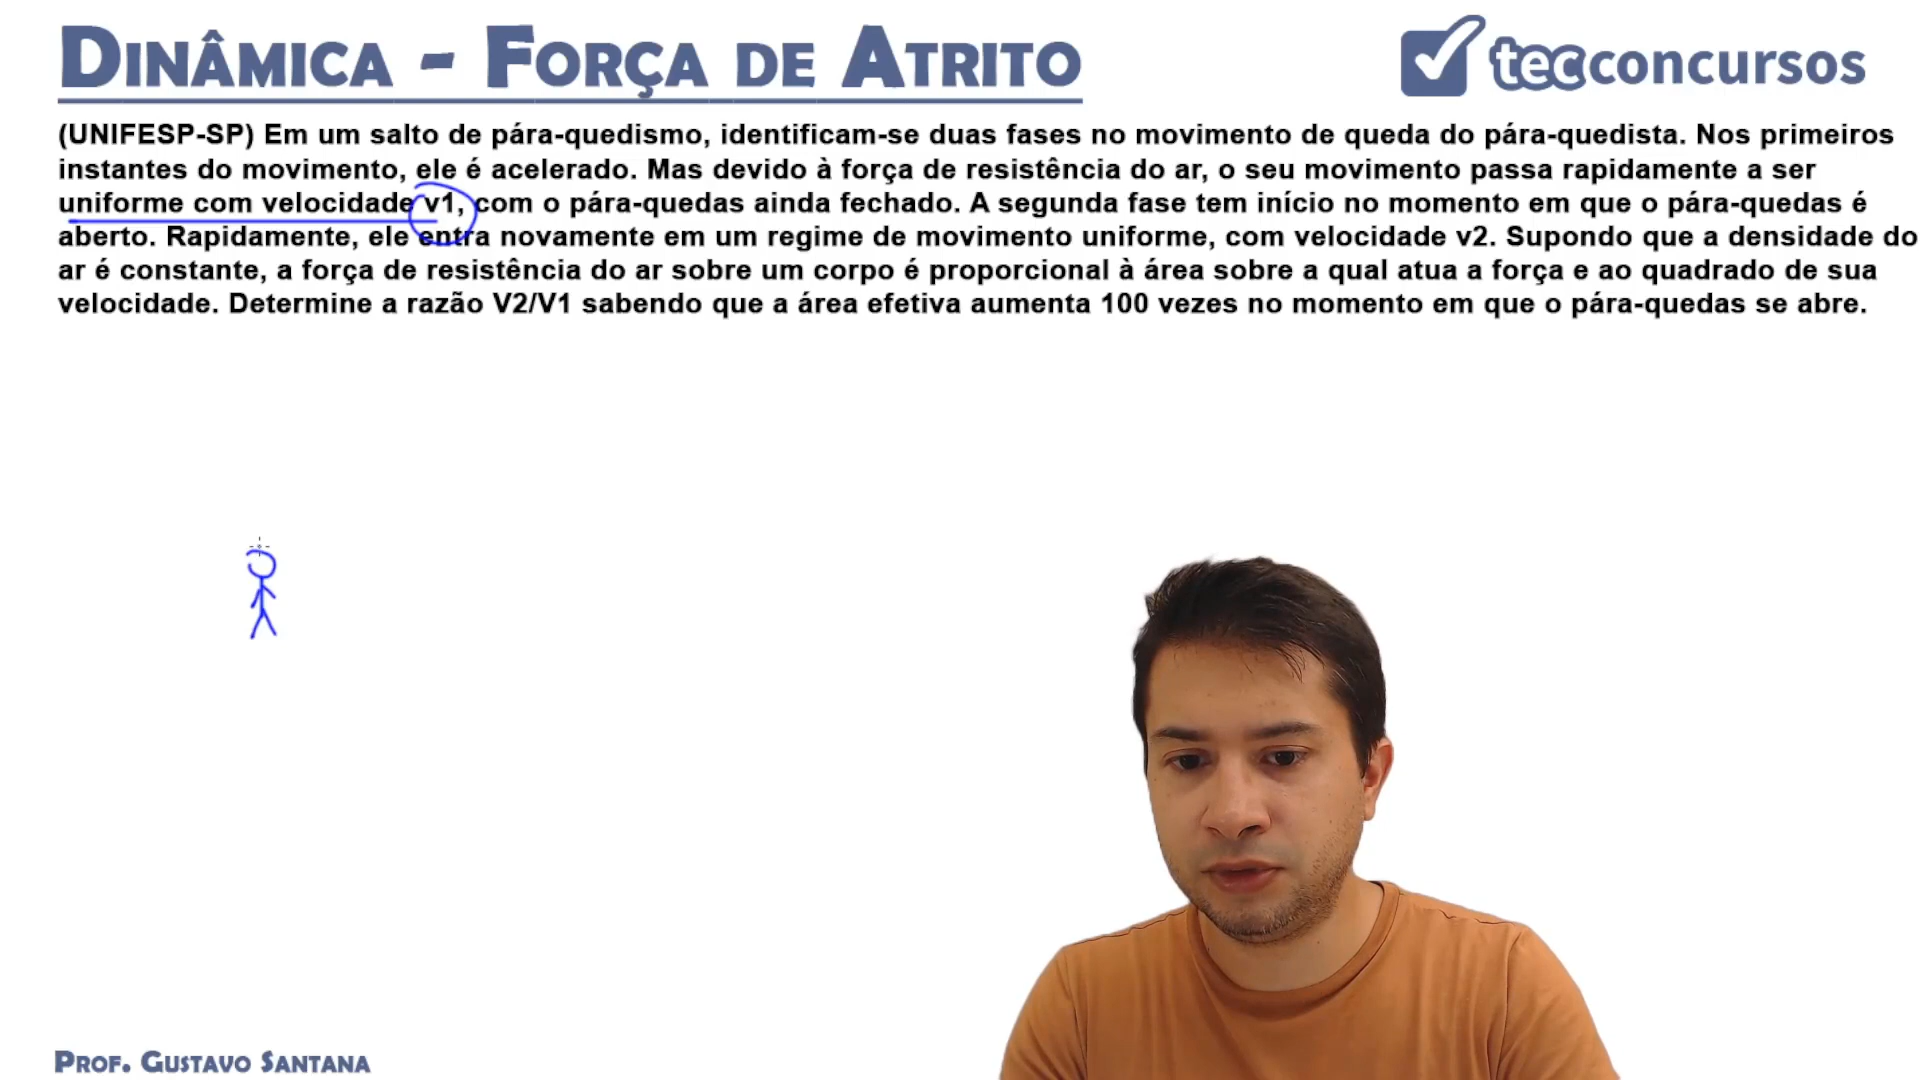 DINÂMICA - FORÇA DE ATRITO
tecconcursos
(UNIFESP-SP) Em um salto de pára-quedismo, identificam-se duas fases no movimento de queda do pára-quedista. Nos primeiros
instantes do movimento, ele é acelerado. Mas devido à força de resistência do ar, o seu movimento passa rapidamente a ser
uniforme com velocidade v1, com o pára-quedas ainda fechado. A segunda fase tem início no momento em que o pára-quedas é
aberto. Rapidamente, ele entra novamente em um regime de movimento uniforme, com velocidade v2. Supondo que a densidade do
ar é constante, a força de resistência do ar sobre um corpo é proporcional à área sobre a qual atua a força e ao quadrado de sua
velocidade. Determine a razão V2/V1 sabendo que a área efetiva aumenta 100 vezes no momento em que o pára-quedas se abre.
PROF. GUSTAVO SANTANA